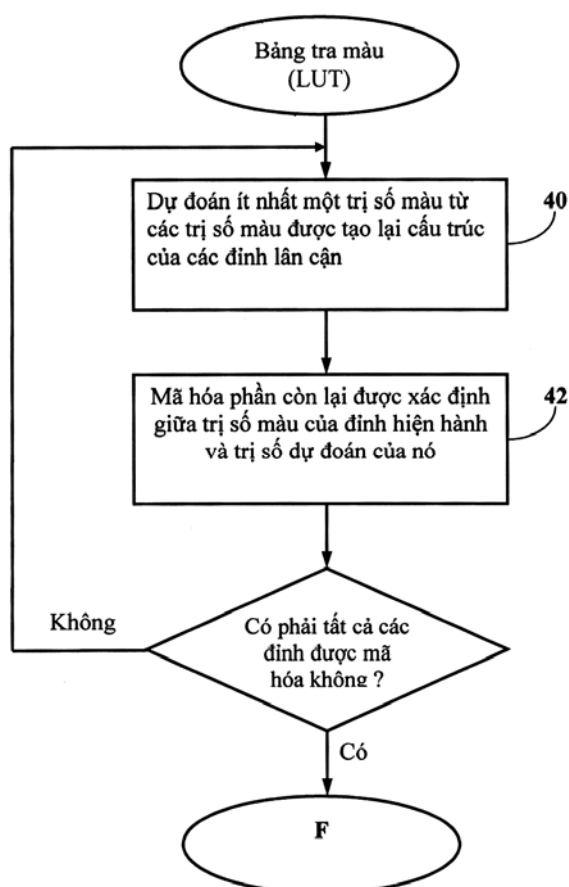 Bảng tra màu
(LUT)
Dự đoán ít nhất một trị số màu từ
các trị số màu được tạo lại cấu trúc
của các đỉnh lân cận
40
Mã hóa phần còn lại được xác định
giữa trị số màu của đỉnh hiện hành
và trị số dự đoán của nó
42
Không
Có phải tất cả các
đỉnh được mã
hóa không ?
Có
F